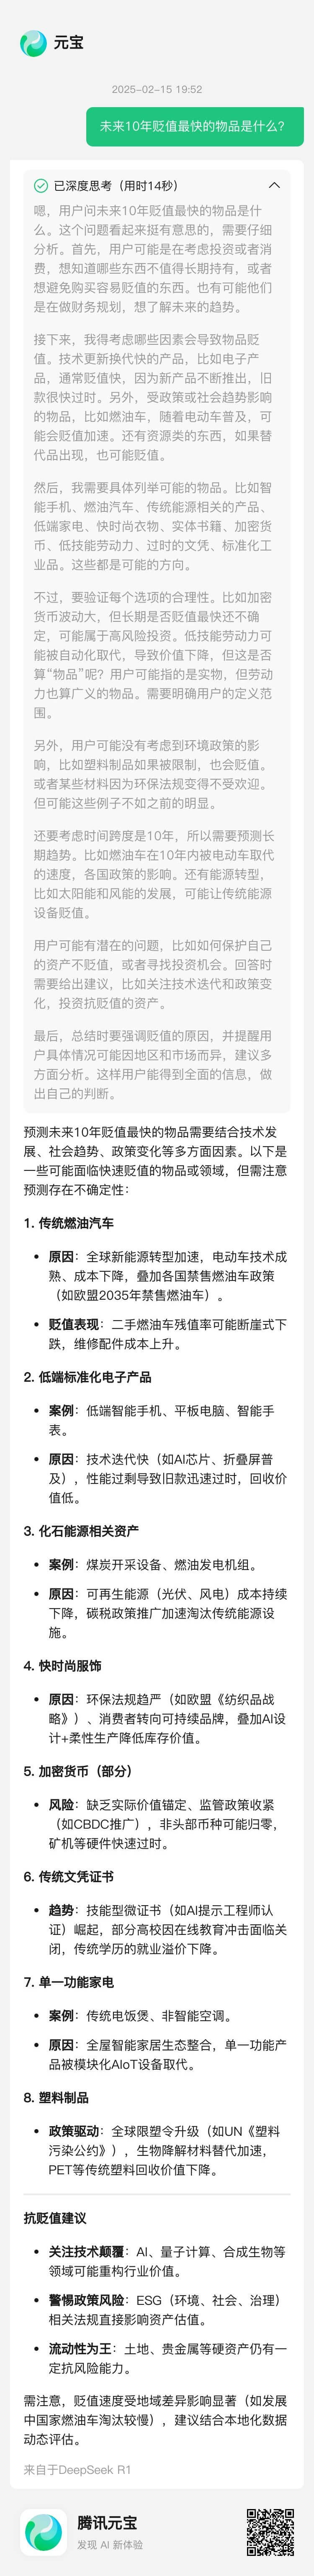 元宝
2025-02-15 19:52
未来10年贬值最快的物品是什么？
已深度思考（用时14秒）
嗯，用户问未来10年贬值最快的物品是什
么。这个问题看起来挺有意思的，需要仔细
分析。首先，用户可能是在考虑投资或者消
费，想知道哪些东西不值得长期持有，或者
想避免购买容易贬值的东西。也有可能他们
是在做财务规划，想了解未来的趋势。
接下来，我得考虑哪些因素会导致物品贬
值。技术更新换代快的产品，比如电子产
品，通常贬值快，因为新产品不断推出，旧
款很快过时。另外，受政策或社会趋势影响
的物品，比如燃油车，随着电动车普及，可
能会贬值加速。还有资源类的东西，如果替
代品出现，也可能贬值。
然后，我需要具体列举可能的物品。比如智
能手机、燃油汽车、传统能源相关的产品、
低端家电、快时尚衣物、实体书籍、加密货
币、低技能劳动力、过时的文凭、标准化工
业品。这些都是可能的方向。
不过，要验证每个选项的合理性。比如加密
货币波动大，但长期是否贬值最快还不确
定，可能属于高风险投资。低技能劳动力可
能被自动化取代，导致价值下降，但这是否
算“物品”呢？用户可能指的是实物，但劳动
力也算广义的物品。需要明确用户的定义范
围。
另外，用户可能没有考虑到环境政策的影
响，比如塑料制品如果被限制，也会贬值。
或者某些材料因为环保法规变得不受欢迎。
但可能这些例子不如之前的明显。
还要考虑时间跨度是10年，所以需要预测长
期趋势。比如燃油车在10年内被电动车取代
的速度，各国政策的影响。还有能源转型，
比如太阳能和风能的发展，可能让传统能源
设备贬值。
用户可能有潜在的问题，比如如何保护自己
的资产不贬值，或者寻找投资机会。回答时
需要给出建议，比如关注技术迭代和政策变
化，投资抗贬值的资产。
最后，总结时要强调贬值的原因，并提醒用
户具体情况可能因地区和市场而异，建议多
方面分析。这样用户能得到全面的信息，做
出自己的判断。
预测未来10年贬值最快的物品需要结合技术发
展、社会趋势、政策变化等多方面因素。以下是
一些可能面临快速贬值的物品或领域，但需注意
预测存在不确定性：
1. 传统燃油汽车
• 原因：全球新能源转型加速，电动车技术成
熟、成本下降，叠加各国禁售燃油车政策
（如欧盟2035年禁售燃油车）。
• 贬值表现：二手燃油车残值率可能断崖式下
跌，维修配件成本上升。
2. 低端标准化电子产品
• 案例：低端智能手机、平板电脑、智能手
表。
• 原因：技术迭代快（如AI芯片、折叠屏普
及），性能过剩导致旧款迅速过时，回收价
值低。
3. 化石能源相关资产
• 案例：煤炭开采设备、燃油发电机组。
• 原因：可再生能源（光伏、风电）成本持续
下降，碳税政策推广加速淘汰传统能源设
施。
4. 快时尚服饰
• 原因：环保法规趋严（如欧盟《纺织品战
略》）、消费者转向可持续品牌，叠加AI设
计+柔性生产降低库存价值。
5. 加密货币（部分）
• 风险：缺乏实际价值锚定、监管政策收紧
（如CBDC推广），非头部币种可能归零，
矿机等硬件快速过时。
6. 传统文凭证书
• 趋势：技能型微证书（如AI提示工程师认
证）崛起，部分高校因在线教育冲击面临关
闭，传统学历的就业溢价下降。
7. 单一功能家电
• 案例：传统电饭煲、非智能空调。
• 原因：全屋智能家居生态整合，单一功能产
品被模块化AIoT设备取代。
8. 塑料制品
• 政策驱动：全球限塑令升级（如UN《塑料
污染公约》），生物降解材料替代加速，
PET等传统塑料回收价值下降。
抗贬值建议
• 关注技术颠覆：AI、量子计算、合成生物等
领域可能重构行业价值。
• 警惕政策风险：ESG（环境、社会、治理）
相关法规直接影响资产估值。
• 流动性为王：土地、贵金属等硬资产仍有一
定抗风险能力。
需注意，贬值速度受地域差异影响显著（如发展
中国家燃油车淘汰较慢），建议结合本地化数据
动态评估。
来自于DeepSeek R1
腾讯元宝
发现 AI 新体验